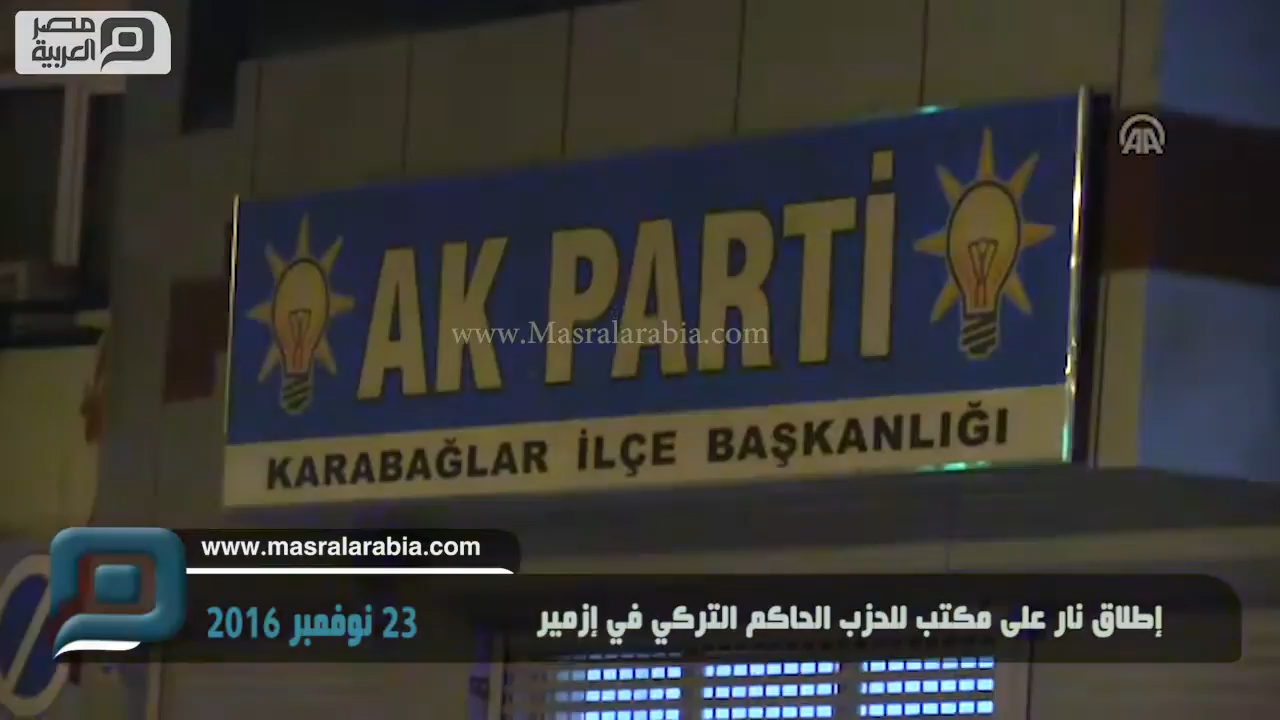 مصر
العربية
AA
AK PARTİ
www.Masralarabia.com
KARABAĞLAR İLÇE BAŞKANLIĞI
www.masralarabia.com
إطلاق نار على مكتب للحزب الحاكم التركي في إزمير
23 نوفمبر 2016